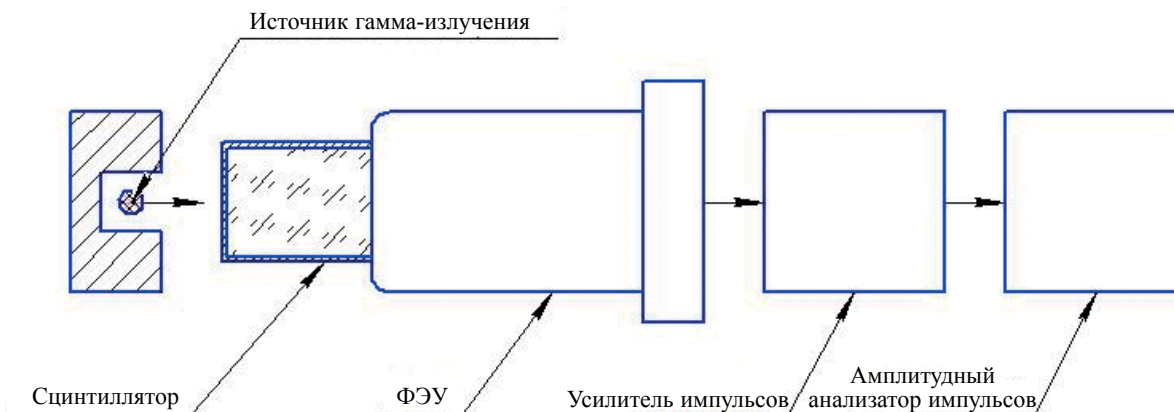 Источник гамма-излучения
Сцинтиллятор
ФЭУ
Усилитель импульсов
Амплитудный
анализатор импульсов